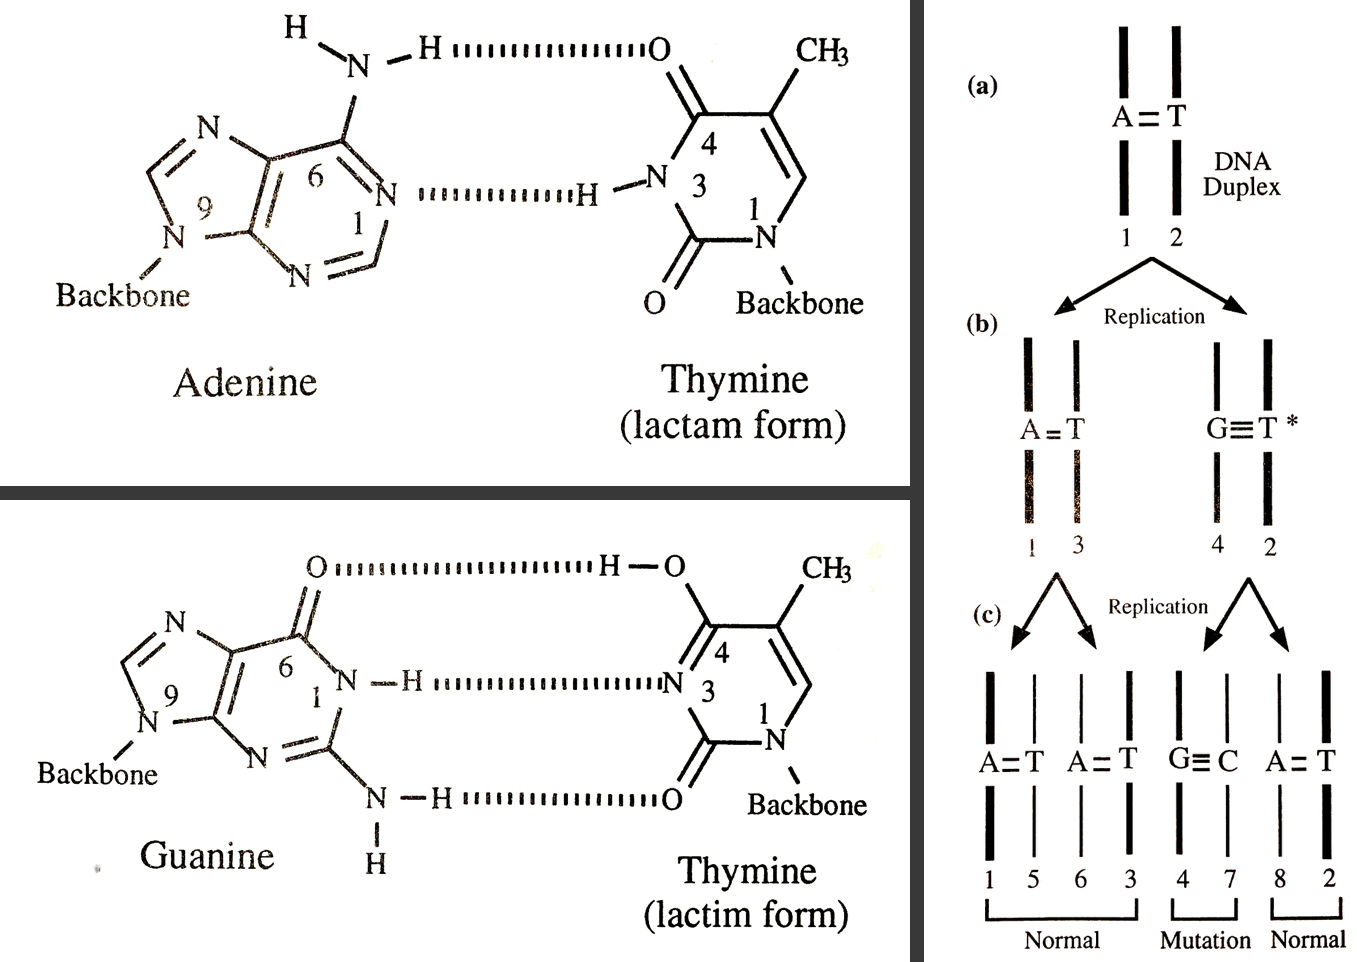 H
N
H
O
CH3
N
6
N
1
9
N
N
Backbone
Adenine
4
H
N
3
1
N
O
Backbone
Thymine
(lactam form)
O
N
6
N
H
1
9
N
N
Backbone
N
H
H
Guanine
H
O
CH3
4
N
3
1
N
O
Backbone
Thymine
(lactim form)
(a)
A=T
DNA
Duplex
1 2
Replication
(b)
A=T G≡T*
1 3 4 2
Replication
(c)
A=T A=T G≡C A=T
1 5 6 3 4 7 8 2
Normal Mutation Normal